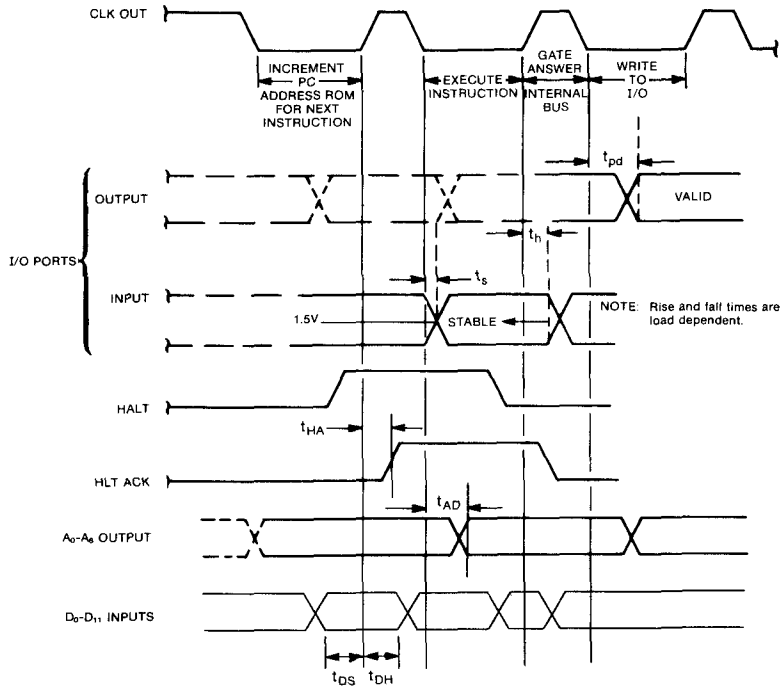 CLK OUT
INCREMENT
PC
ADDRESS ROM
FOR NEXT
INSTRUCTION
EXECUTE
INSTRUCTION
GATE
ANSWER
INTERNAL
BUS
WRITE
TO
I/O
tpd
OUTPUT
VALID
th
I/O PORTS
ts
INPUT
1.5V
STABLE
NOTE: Rise and fall times are
load dependent.
HALT
tHA
HLT ACK
tAD
A0-A6 OUTPUT
D0-D11 INPUTS
tDS
tDH